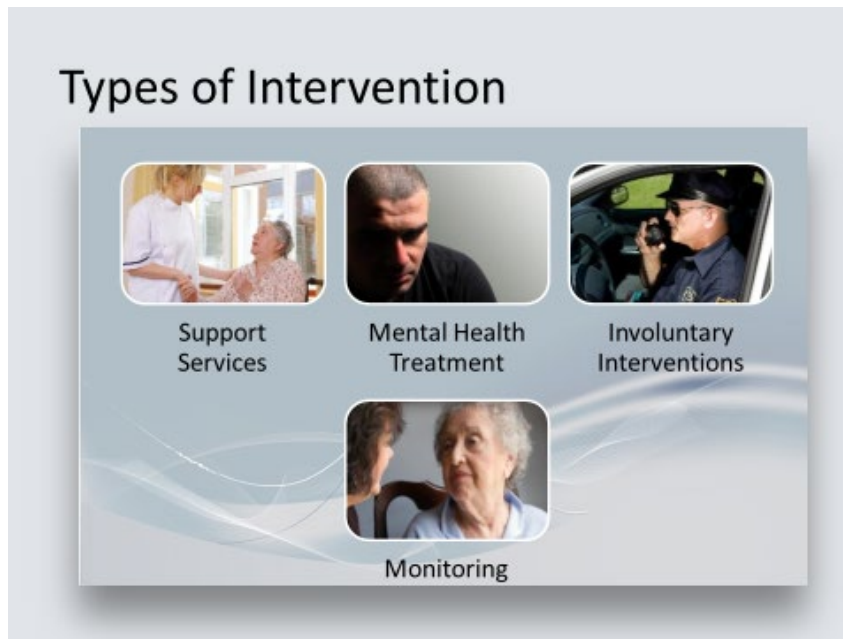 Types of Intervention
Support
Services
Mental Health
Treatment
Involuntary
Interventions
Monitoring